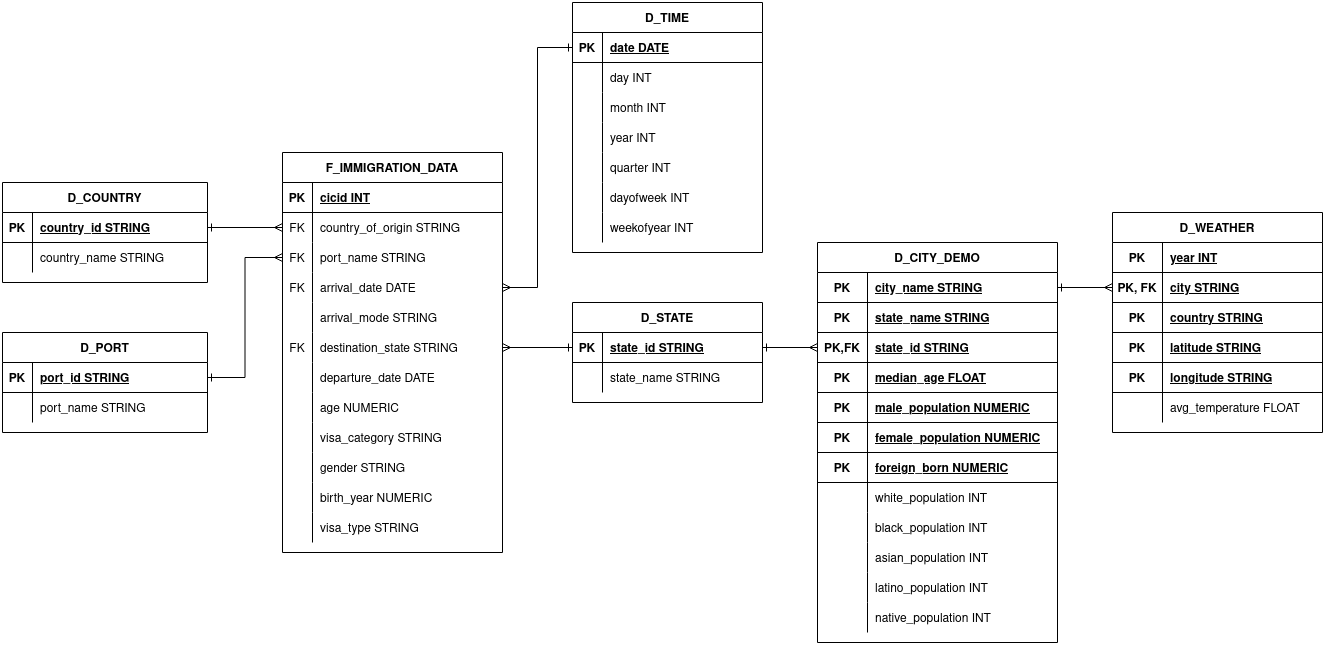 D_TIME
PK date DATE
day INT
month INT
year INT
quarter INT
dayofweek INT
weekofyear INT
F_IMMIGRATION_DATA
PK cicid INT
FK country_of_origin STRING
FK port_name STRING
FK arrival_date DATE
arrival_mode STRING
FK destination_state STRING
departure_date DATE
age NUMERIC
visa_category STRING
gender STRING
birth_year NUMERIC
visa_type STRING
D_COUNTRY
PK country_id STRING
country_name STRING
D_PORT
PK port_id STRING
port_name STRING
D_STATE
PK state_id STRING
state_name STRING
D_CITY_DEMO
PK city_name STRING
PK state_name STRING
PK,FK state_id STRING
PK median_age FLOAT
PK male_population NUMERIC
PK female_population NUMERIC
PK foreign_born NUMERIC
white_population INT
black_population INT
asian_population INT
latino_population INT
native_population INT
D_WEATHER
PK year INT
PK, FK city STRING
PK country STRING
PK latitude STRING
PK longitude STRING
avg_temperature FLOAT